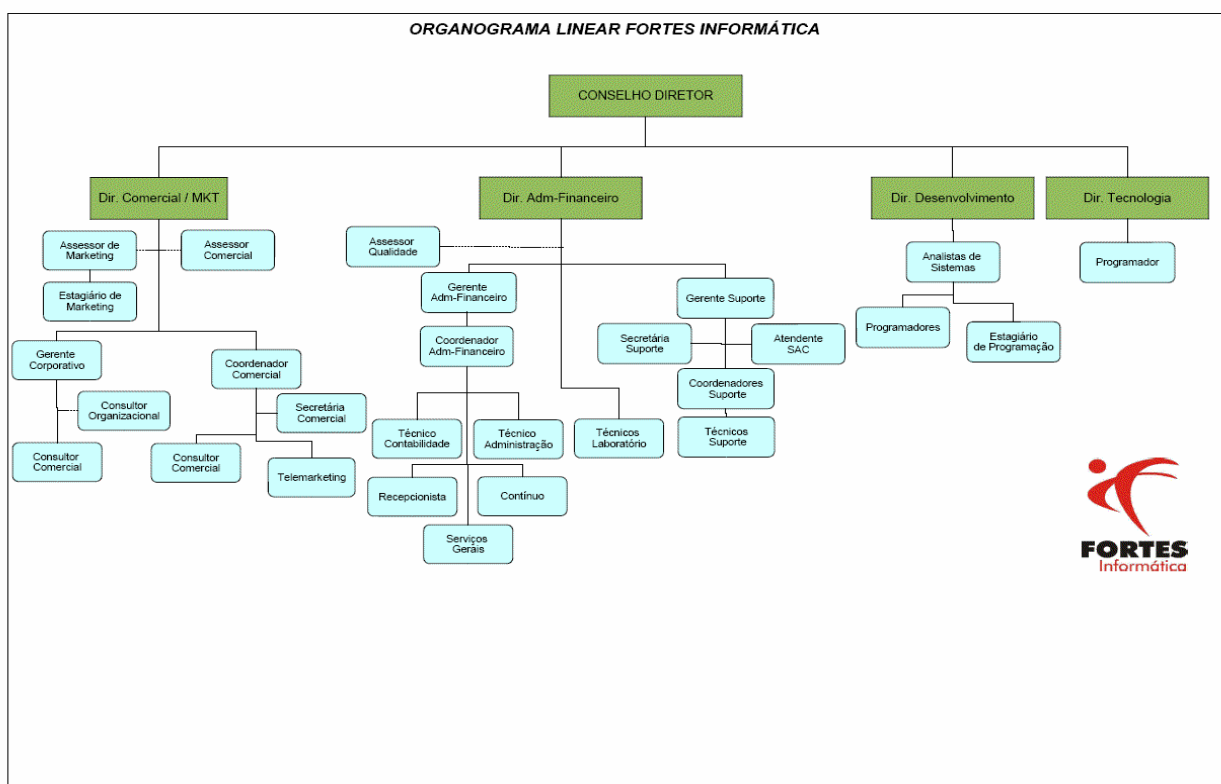 ORGANOGRAMA LINEAR FORTES INFORMÁTICA
CONSELHO DIRETOR
Dir. Comercial / MKT
Dir. Adm-Financeiro
Dir. Desenvolvimento
Dir. Tecnologia
Assessor de
Marketing
Assessor
Comercial
Estagiário de
Marketing
Gerente
Corporativo
Coordenador
Comercial
Consultor
Organizacional
Secretária
Comercial
Consultor
Comercial
Consultor
Comercial
Telemarketing
Assessor
Qualidade
Gerente
Adm-Financeiro
Gerente Suporte
Coordenador
Adm-Financeiro
Secretária
Suporte
Atendente
SAC
Coordenadores
Suporte
Técnico
Contabilidade
Técnico
Administração
Técnicos
Laboratório
Técnicos
Suporte
Recepcionista
Contínuo
Serviços
Gerais
Analistas de
Sistemas
Programadores
Estagiário
de Programação
Programador
FORTES
Informática